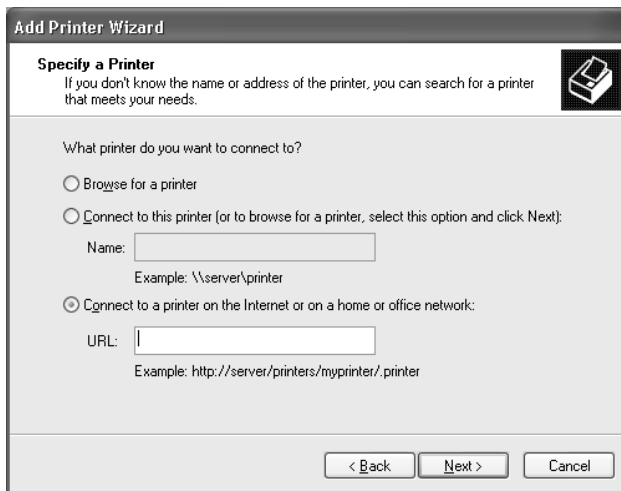 Add Printer Wizard
Specify a Printer
If you don't know the name or address of the printer, you can search for a printer
that meets your needs.
What printer do you want to connect to?
Browse for a printer
Connect to this printer (or to browse for a printer, select this option and click Next):
Name:
Example: \\server\printer
Connect to a printer on the Internet or on a home or office network:
URL:
Example: http://server/printers/myprinter/.printer
< Back Next > Cancel